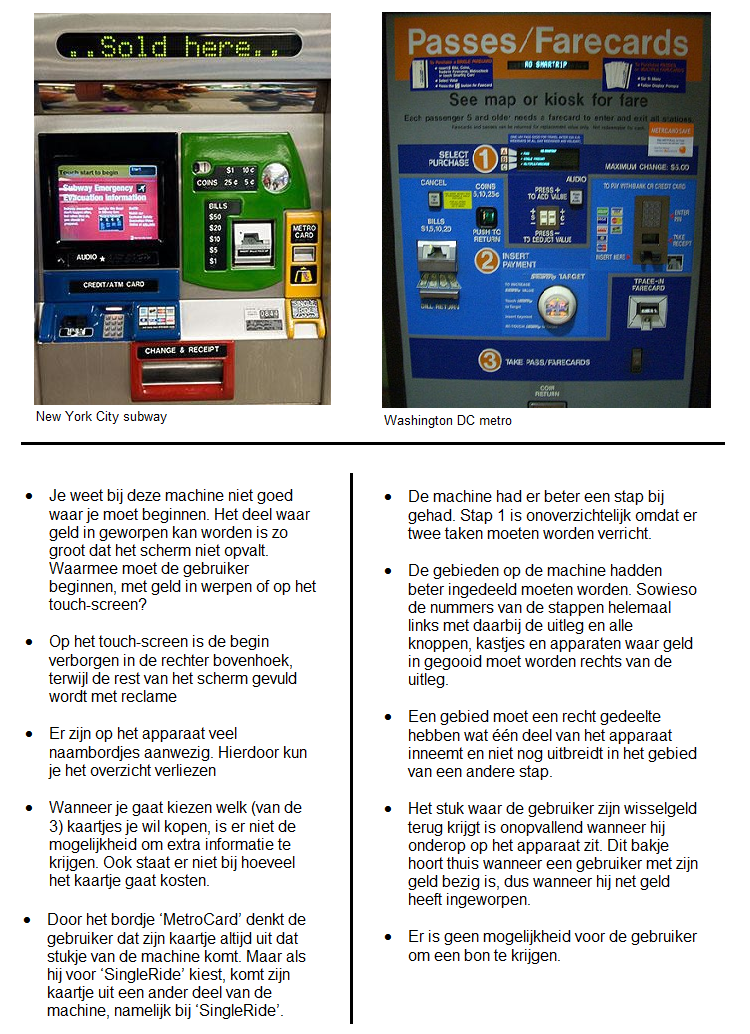 ..Sold here..
Touch start to begin
Start
Subway Emergency
Evacuation Information
AUDIO
$1 10¢
COINS 25¢ 5¢
BILLS
$50
$20
$10
$5
$1
METRO
CARD
CREDIT/ATM CARD
CHANGE & RECEIPT
New York City subway
Passes/Farecards
NO SMARTRIP
See map or kiosk for fare
Each passenger 5 and older needs a farecard to enter and exit all stations.
SELECT
PURCHASE
1
A
B
C
METROCARD SAFE
MAXIMUM CHANGE: $5.00
CANCEL
COINS
5,10,25¢
AUDIO
PRESS +
TO ADD VALUE
TO PAY WITH BANK OR CREDIT CARD
BILLS
$1,5,10,20
PUSH TO
RETURN
PRESS –
TO DEDUCT VALUE
ENTER
PIN
TAKE
RECEIPT
INSERT HERE
2
INSERT
PAYMENT
TARGET
TRADE-IN
FARECARD
BILL RETURN
3
TAKE PASS/FARECARDS
COIN
RETURN
Washington DC metro
• Je weet bij deze machine niet goed
waar je moet beginnen. Het deel waar
geld in geworpen kan worden is zo
groot dat het scherm niet opvalt.
Waarmee moet de gebruiker
beginnen, met geld in werpen of op het
touch-screen?
• Op het touch-screen is de begin
verborgen in de rechter bovenhoek,
terwijl de rest van het scherm gevuld
wordt met reclame
• Er zijn op het apparaat veel
naambordjes aanwezig. Hierdoor kun
je het overzicht verliezen
• Wanneer je gaat kiezen welk (van de
3) kaartjes je wil kopen, is er niet de
mogelijkheid om extra informatie te
krijgen. Ook staat er niet bij hoeveel
het kaartje gaat kosten.
• Door het bordje ‘MetroCard’ denkt de
gebruiker dat zijn kaartje altijd uit dat
stukje van de machine komt. Maar als
hij voor ‘SingleRide’ kiest, komt zijn
kaartje uit een ander deel van de
machine, namelijk bij ‘SingleRide’.
• De machine had er beter een stap bij
gehad. Stap 1 is onoverzichtelijk omdat er
twee taken moeten worden verricht.
• De gebieden op de machine hadden
beter ingedeeld moeten worden. Sowieso
de nummers van de stappen helemaal
links met daarbij de uitleg en alle
knoppen, kastjes en apparaten waar geld
in gegooid moet worden rechts van de
uitleg.
• Een gebied moet een recht gedeelte
hebben wat één deel van het apparaat
inneemt en niet nog uitbreidt in het gebied
van een andere stap.
• Het stuk waar de gebruiker zijn wisselgeld
terug krijgt is onopvallend wanneer hij
onderop op het apparaat zit. Dit bakje
hoort thuis wanneer een gebruiker met zijn
geld bezig is, dus wanneer hij net geld
heeft ingeworpen.
• Er is geen mogelijkheid voor de gebruiker
om een bon te krijgen.